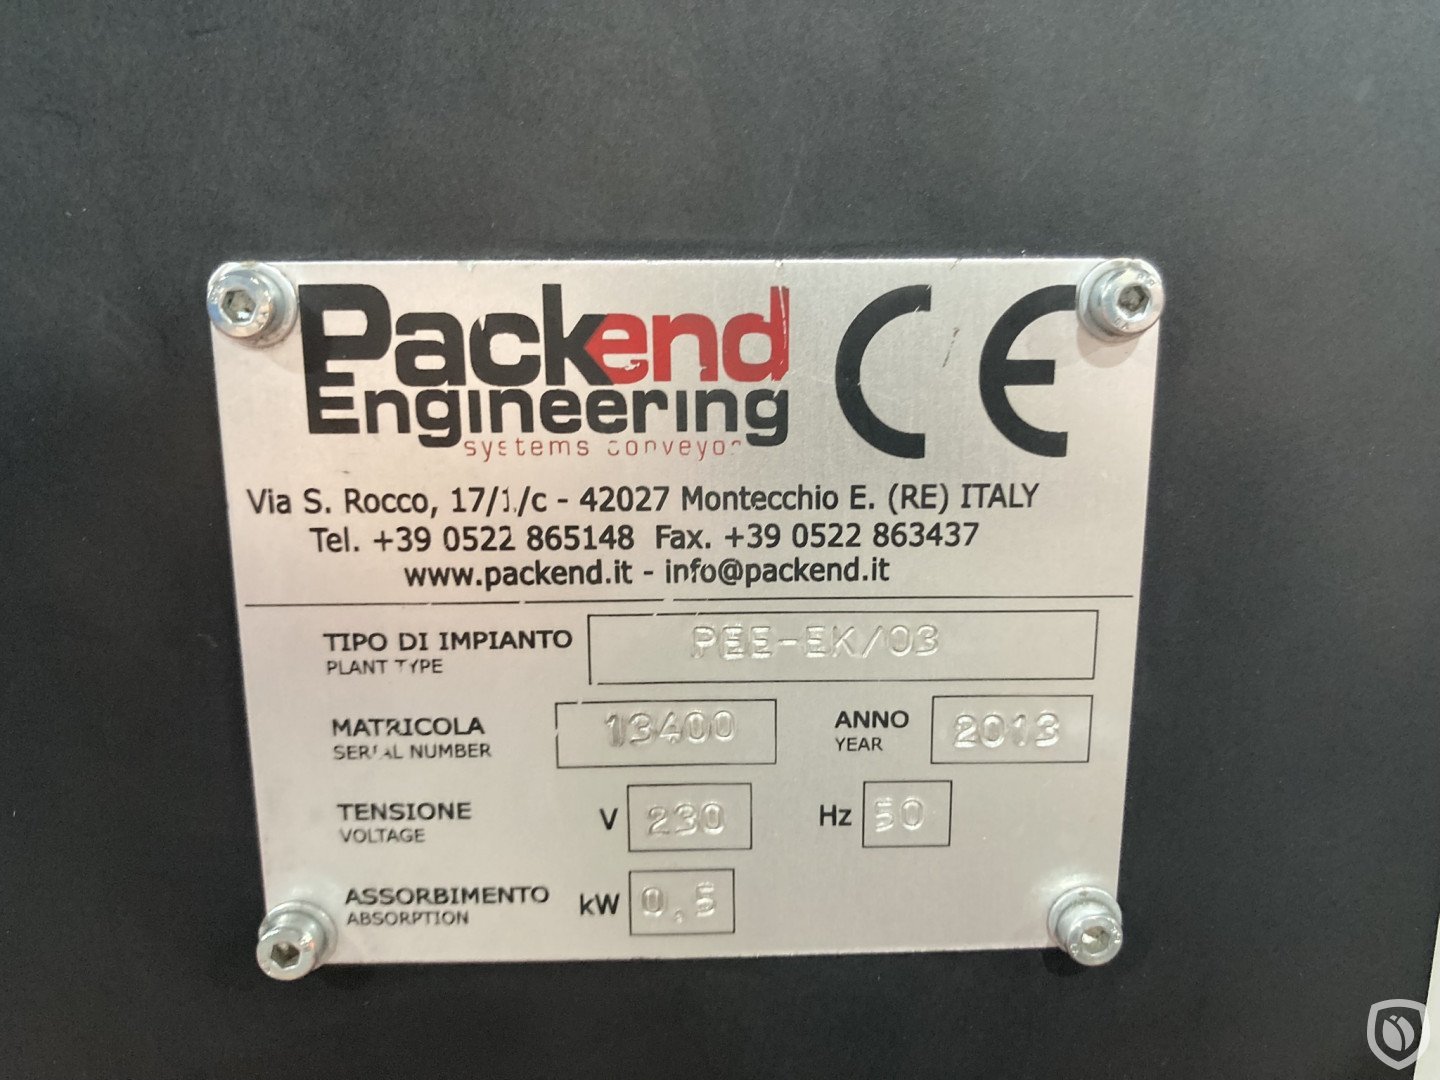 Packend
Engineering
systems conveyor
CE
Via S. Rocco, 17/1/c - 42027 Montecchio E. (RE) ITALY
Tel. +39 0522 865148 Fax. +39 0522 863437
www.packend.it - info@packend.it
TIPO DI IMPIANTO PEE-EK/03
PLANT TYPE
MATRICOLA 13400 ANNO 2013
SERIAL NUMBER YEAR
TENSIONE V 230 Hz 50
VOLTAGE
ASSORBIMENTO kW 0,5
ABSORPTION